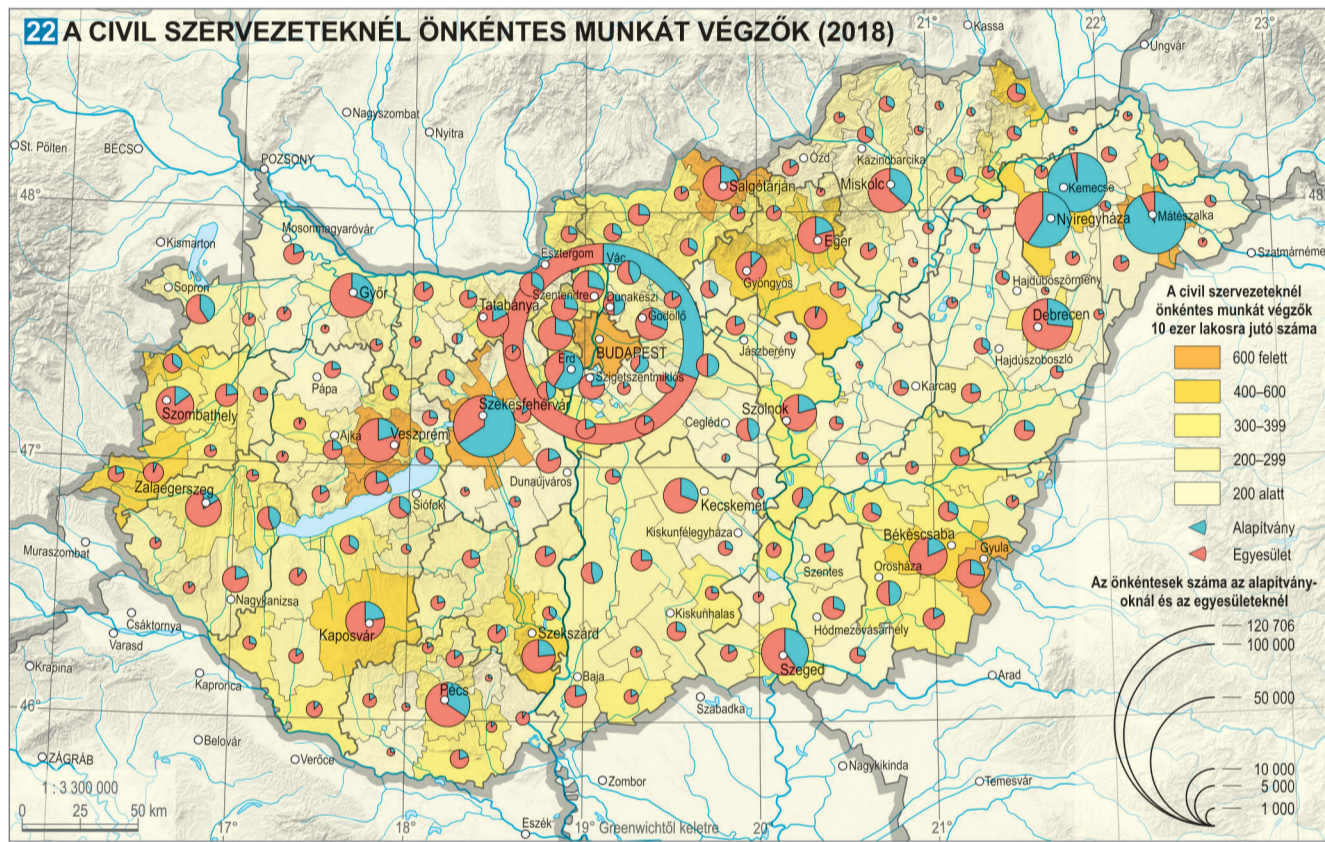 22 A CIVIL SZERVEZETEKNÉL ÖNKÉNTES MUNKÁT VÉGZŐK (2018)
21°
22
23°
Kassa
Ungvár
Nagyszombat
Nyitra
St. Pölten
BÉCS
POZSONY
Ózd
Kazincbarcika
48°
Salgótarján
Miskolc
Kemecse
48°
Nyíregyháza
Mátészalka
Mosonmagyaróvár
Kismarton
Eger
Szatmárnéme
Esztergom
Vác
Gyöngyös
Sopron
Győr
Szentendre
Dunakeszi
Hajdúböszörmény
Tatabánya
Gödöllő
Debrecen
BUDAPEST
Jászberény
Hajdúszoboszló
Érd
Szigetszentmiklós
Pápa
Karcag
Szombathely
Székesfehérvár
Szolnok
Cegléd
Ajka
Veszprém
47°
Dunaújváros
Zalaegerszeg
Siófok
Kecskemét
Kiskunfélegyháza
Békéscsaba
Gyula
Muraszombat
Szentes
Orosháza
Nagykanizsa
Kiskunhalas
Csáktornya
Kaposvár
Szekszárd
Hódmezővásárhely
Varasd
Szeged
Krapina
Kapronca
Baja
Arad
Pécs
Szabadka
46°
Belovár
Verőce
ZÁGRÁB
Zombor
Nagykikinda
Temesvár
Eszék
17°
18°
19°
Greenwichtől keletre
20°
21°
1 : 3 300 000
0 25 50 km
A civil szervezeteknél
önkéntes munkát végzők
10 ezer lakosra jutó száma
600 felett
400–600
300–399
200–299
200 alatt
Alapítvány
Egyesület
Az önkéntesek száma az alapítvány-
oknál és az egyesületeknél
120 706
100 000
50 000
10 000
5 000
1 000